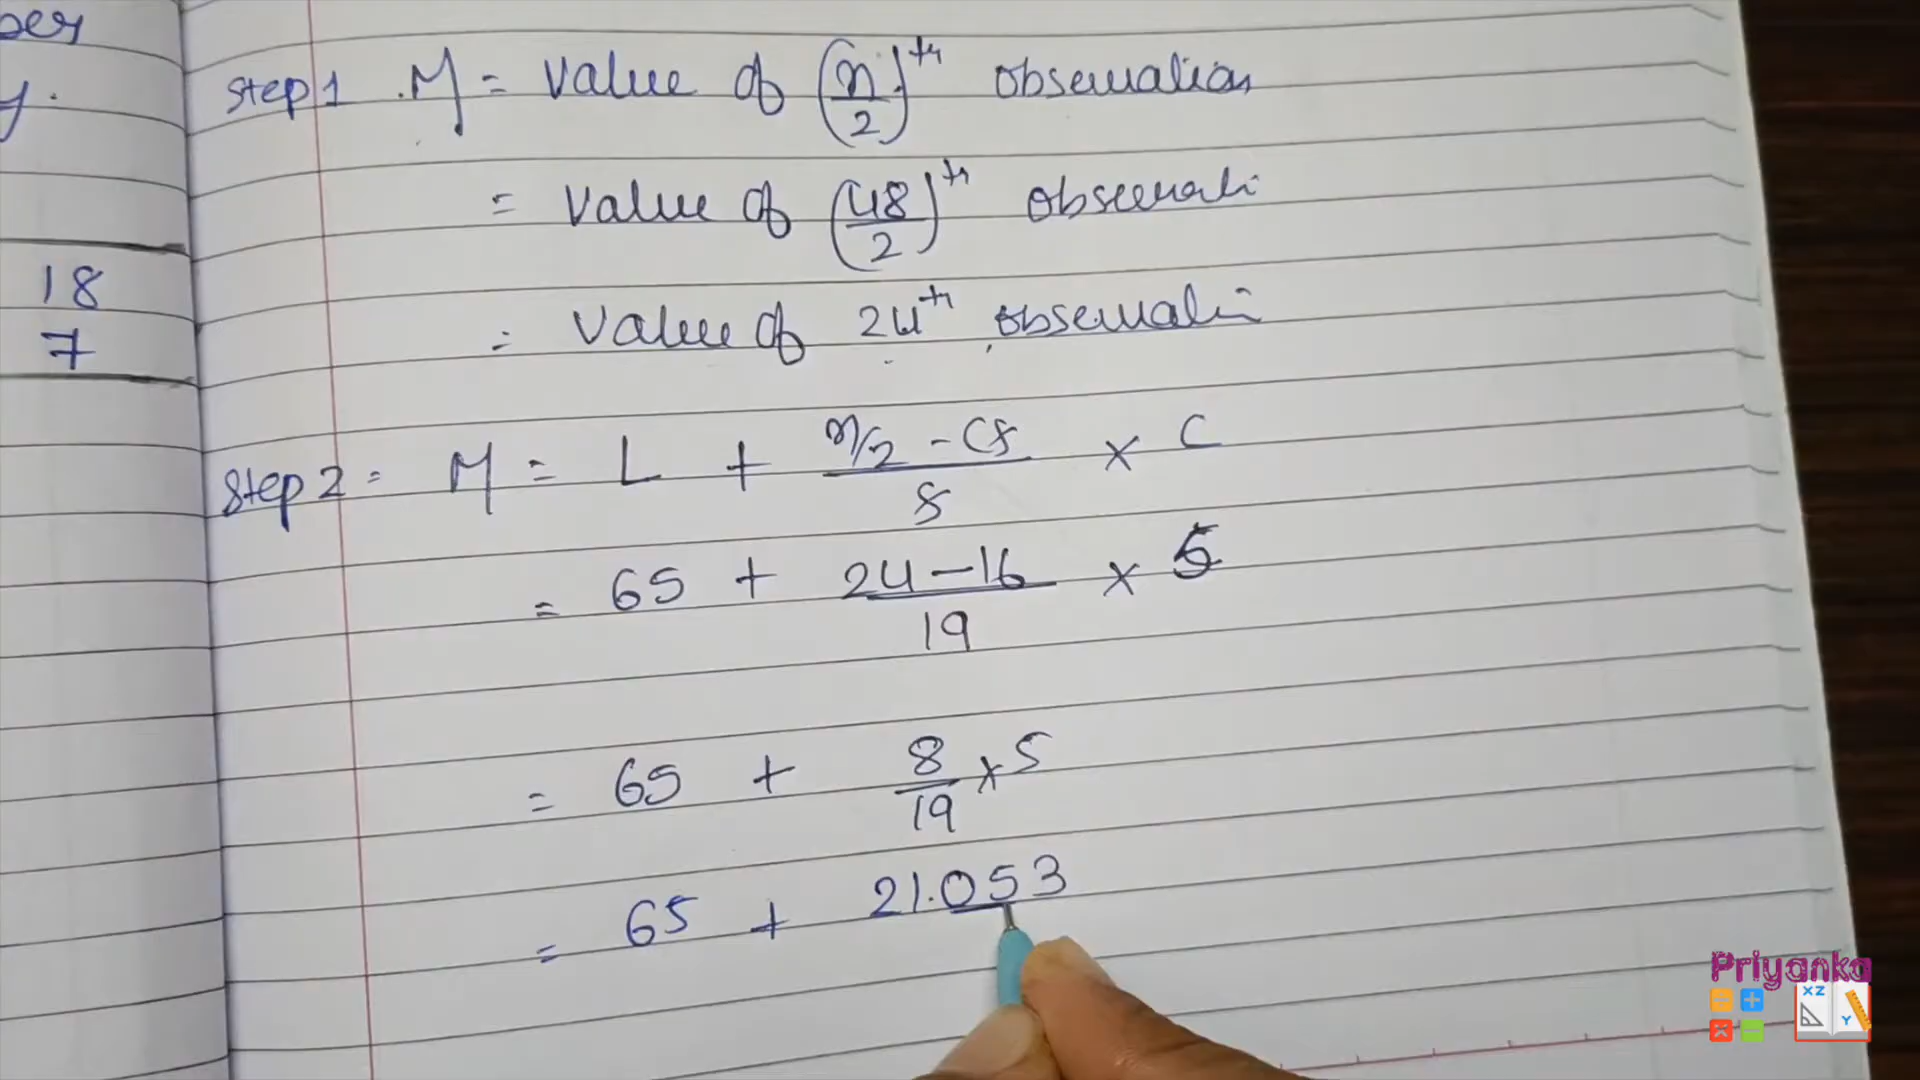 18
7
Step 1 M = Value of (n/2)th observation
= Value of (48/2)th observati
= Value of 24th observati
Step 2 = M = L + n/2 - cf / f × c
= 65 + 24 - 16 / 19 × 5
= 65 + 8/19 × 5
= 65 + 21.053
Priyanka
XZ
Y